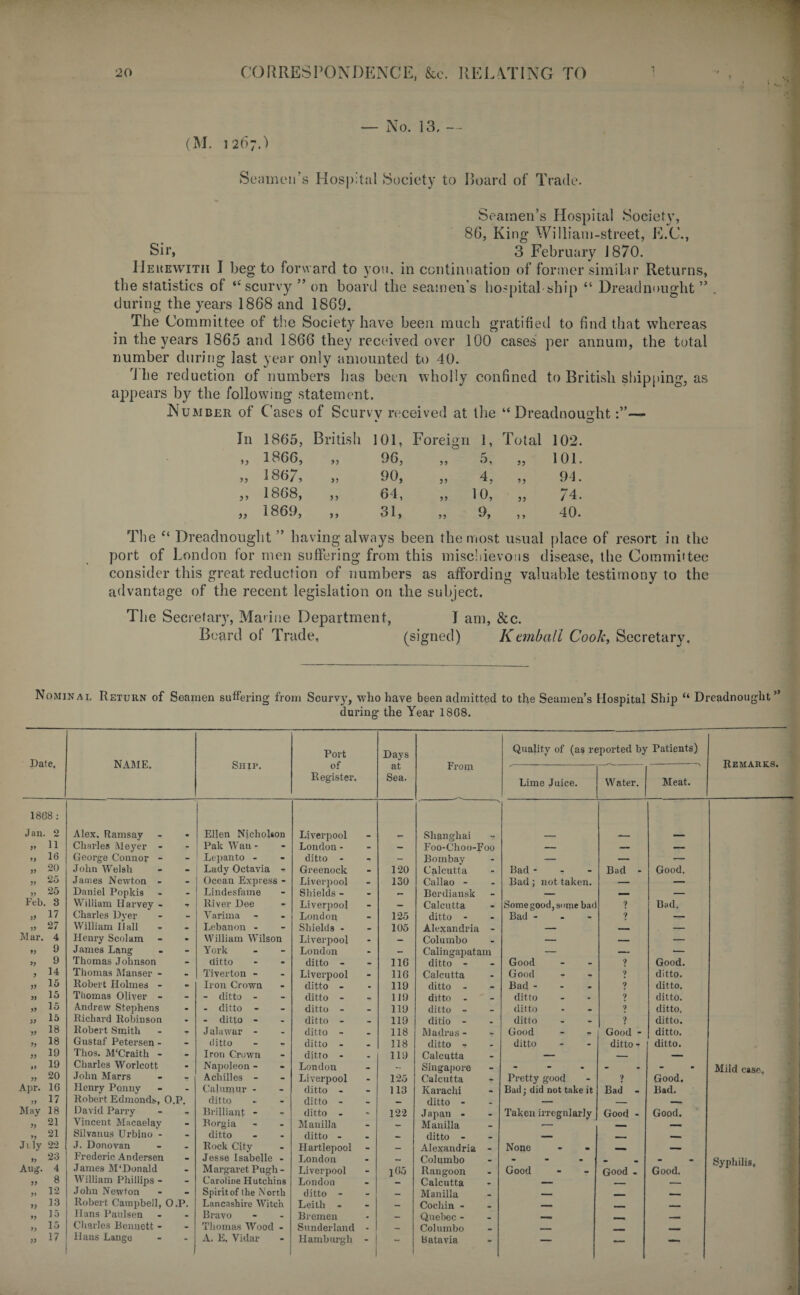 20 CORRESPONDENCE, &c. RELATING TO
— No. 13. —
(M. 1267.)
Seamen's Hospital Society to Board of Trade.
Seamen's Hospital Society,
86, King William-street, E.C.,
Sir, 3 February 1870.
HEREWITH I beg to forward to you, in continuation of former similar Returns,
the statistics of "scurvy" on board the seamen's hospital-ship "Dreadnought"
during the years 1868 and 1869.
The Committee of the Society have been much gratified to find that whereas
in the years 1865 and 1866 they received over 100 cases per annum, the total
number during last year only amounted to 40.
The reduction of numbers has been wholly confined to British shipping, as
appears by the following statement.
NUMBER of Cases of Scurvy received at the "Dreadnought:"—
In 1865, British 101, Foreign 1, Total 102.
„ 1866, „ 96, „ 5, „ 101.
„ 1867, „ 90, „ 4, „ 94.
„ 1868, „ 64, „ 10, „ 74.
„ 1869, „ 31, „ 9, „ 40.
The "Dreadnought" having always been the most usual place of resort in the
port of London for men suffering from this mischievous disease, the Committee
consider this great reduction of numbers as affording valuable testimony to the
advantage of the recent legislation on the subject.
The Secretary, Marine Department, I am, &c.
Board of Trade, (signed) Kemball Cook, Secretary.
NOMINAL RETURN of Seamen suffering from Scurvy, who have been admitted to the Seamen's Hospital Ship "Dreadnought"
during the Year 1868.
Date. NAME. SHIP. Port of Register. Days at Sea. From Quality of (as reported by Patients) REMARKS.
Lime Juice. Water. Meat.
1868:
Jan. 2 Alex. Ramsay - - Ellen Nicholson Liverpool - - Shanghai - — — —
„ 11 Charles Meyer - - Pak Wan - - London - - - Foo-Choo-Foo — — —
„ 16 George Connor - - Lepanto - - ditto - - - Bombay - — — —
„ 20 John Welsh - - Lady Octavia - Greenock - 120 Calcutta - Bad - - - Bad - Good.
„ 25 James Newton - - Ocean Express - Liverpool - 130 Callao - - Bad; not taken. — —
„ 25 Daniel Popkis - - Lindesfame - Shields - - - Berdiansk - — — —
Feb. 3 William Harvey - - River Dee - Liverpool - - Calcutta - Some good, some bad ? Bad.
„ 17 Charles Dyer - - Varima - - London - 125 ditto - - Bad - - - ? —
„ 27 William Hall - - Lebanon - - Shields - - 105 Alexandria - — — —
Mar. 4 Henry Scolam - - William Wilson Liverpool - - Columbo - — — —
„ 9 James Lang - - York - - London - - Calingapatam — — —
„ 9 Thomas Johnson - ditto - - ditto - - 116 ditto - - Good - - ? Good.
„ 14 Thomas Manser - - Tiverton - - Liverpool - 116 Calcutta - Good - - ? ditto.
„ 15 Robert Holmes - - Iron Crown - ditto - - 119 ditto - - Bad - - - ? ditto.
„ 15 Thomas Oliver - - - ditto - - ditto - - 119 ditto - - ditto - - ? ditto.
„ 15 Andrew Stephens - - ditto - - ditto - - 119 ditto - - ditto - - ? ditto.
„ 15 Richard Robinson - - ditto - - ditto - - 119 ditto - - ditto - - ? ditto.
„ 18 Robert Smith - - Jalawar - - ditto - - 118 Madras - - Good - - Good - ditto.
„ 18 Gustaf Petersen - - ditto - - ditto - - 118 ditto - - ditto - - ditto - ditto.
„ 19 Thos. M'Craith - - Iron Crown - ditto - - 119 Calcutta - — — —
„ 19 Charles Worlcott - Napoleon - - London - - Singapore - - - - - - - - Mild case.
„ 20 John Marrs - - Achilles - - Liverpool - 125 Calcutta - Pretty good - ? Good.
Apr. 16 Henry Penny - - Calumur - - ditto - - 113 Karachi - Bad; did not take it Bad - Bad.
„ 17 Robert Edmonds, O.P. ditto - - ditto - - - ditto - - — — —
May 18 David Parry - - Brilliant - - ditto - - 122 Japan - - Taken irregularly Good - Good.
„ 21 Vincent Macaelay - Borgia - - Manilla - - Manilla - — — —
„ 21 Silvanus Urbino - - ditto - - ditto - - - ditto - - — — —
July 22 J. Donovan - - Rock City - Hartlepool - - Alexandria - None - - — —
„ 23 Frederic Andersen - Jesse Isabelle - London - - Columbo - - - - - - - - Syphilis.
Aug. 4 James M'Donald - Margaret Pugh - Liverpool - 165 Rangoon - Good - - Good - Good.
„ 8 William Phillips - - Caroline Hutchins London - - Calcutta - — — —
„ 12 John Newton - - Spirit of the North ditto - - - Manilla - — — —
„ 13 Robert Campbell, O.P. Lancashire Witch Leith - - - Cochin - - — — —
„ 15 Hans Paulsen - - Bravo - - Bremen - - Quebec - - — — —
„ 15 Charles Bennett - - Thomas Wood - Sunderland - - Columbo - — — —
„ 17 Hans Lange - - A. E. Vidar - Hamburgh - - Batavia - — — —